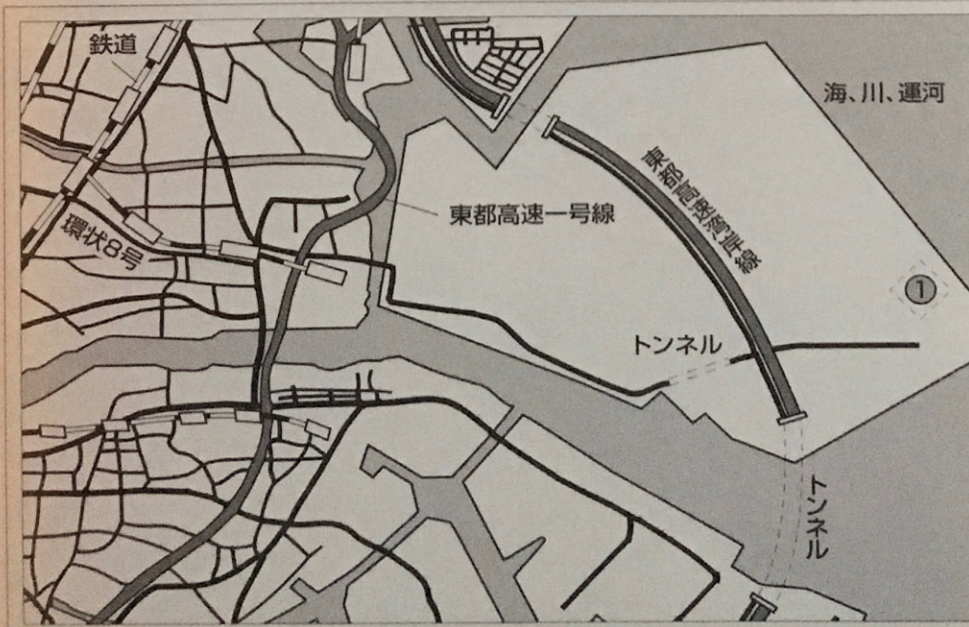 鉄道
海、川、運河
東都高速湾岸線
東都高速一号線
環状8号
①
トンネル
トンネル